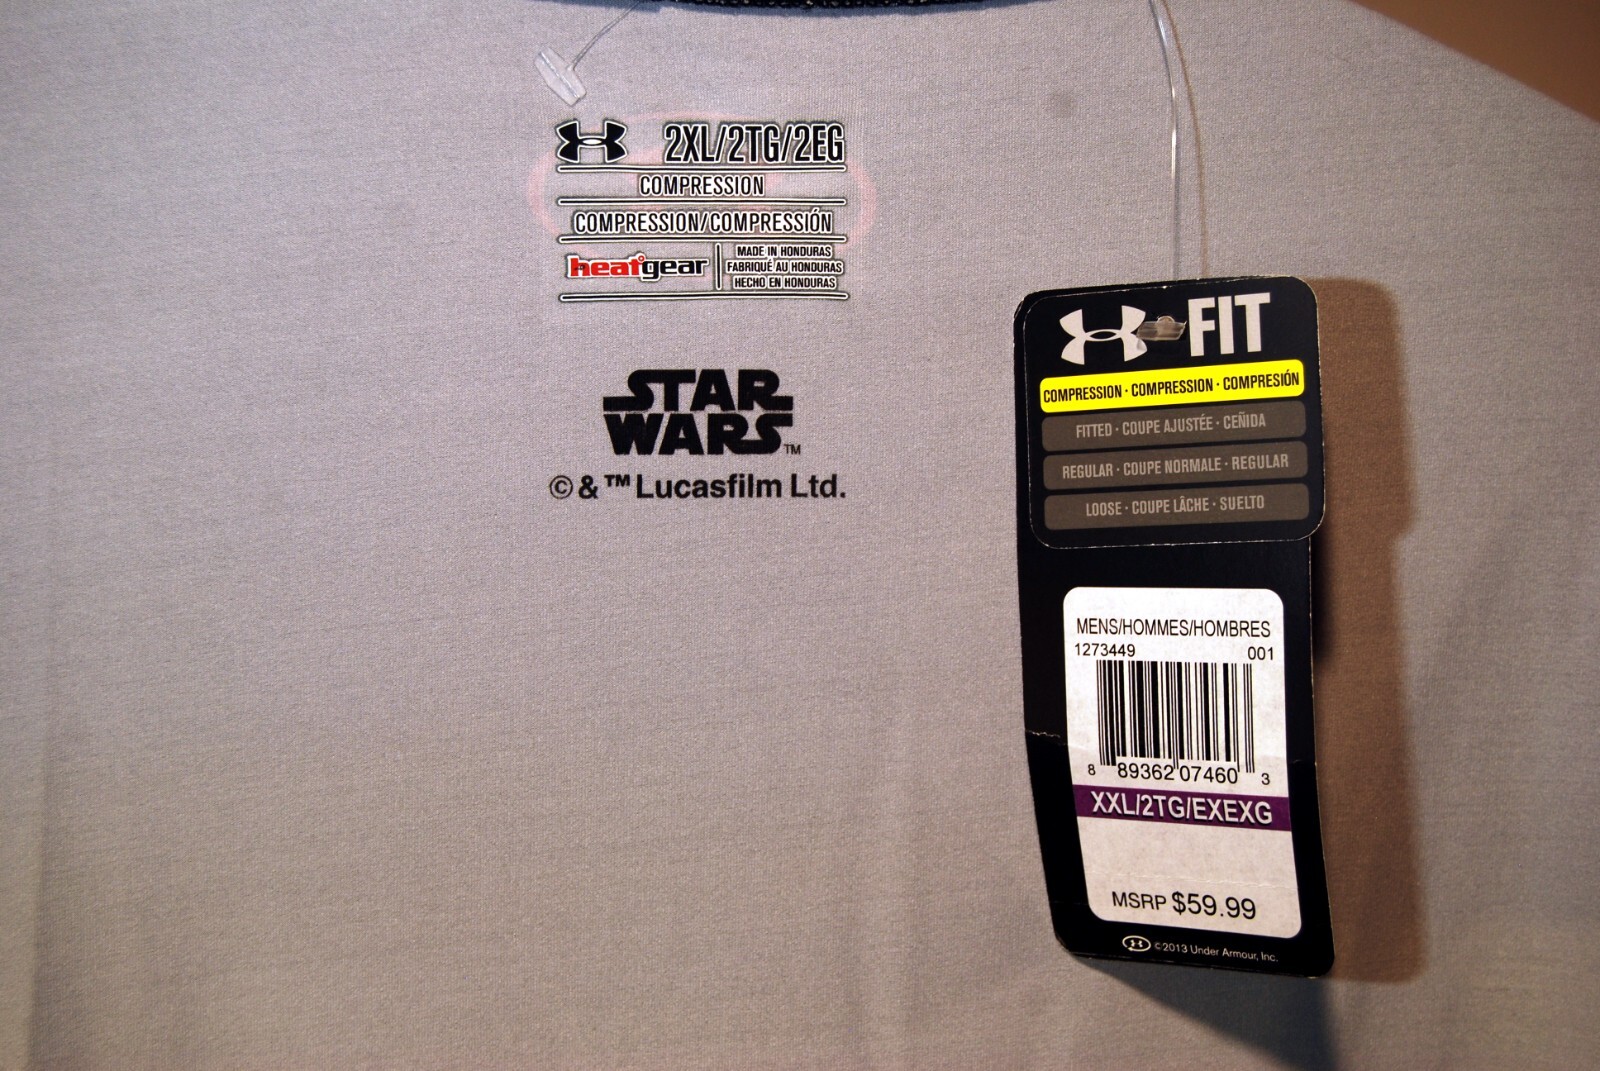 2XL/2TG/2EG
COMPRESSION
COMPRESSION/COMPRESSIÓN
heatgear
MADE IN HONDURAS
FABRIQUÉ AU HONDURAS
HECHO EN HONDURAS
STAR
WARS™
©&™Lucasfilm Ltd.
FIT
COMPRESSION · COMPRESSION · COMPRESIÓN
FITTED · COUPE AJUSTÉE · CEÑIDA
REGULAR · COUPE NORMALE · REGULAR
LOOSE · COUPE LÂCHE · SUELTO
MENS/HOMMES/HOMBRES
1273449 001
8 89362 07460 3
XXL/2TG/EXEXG
MSRP $59.99
©2013 Under Armour, Inc.